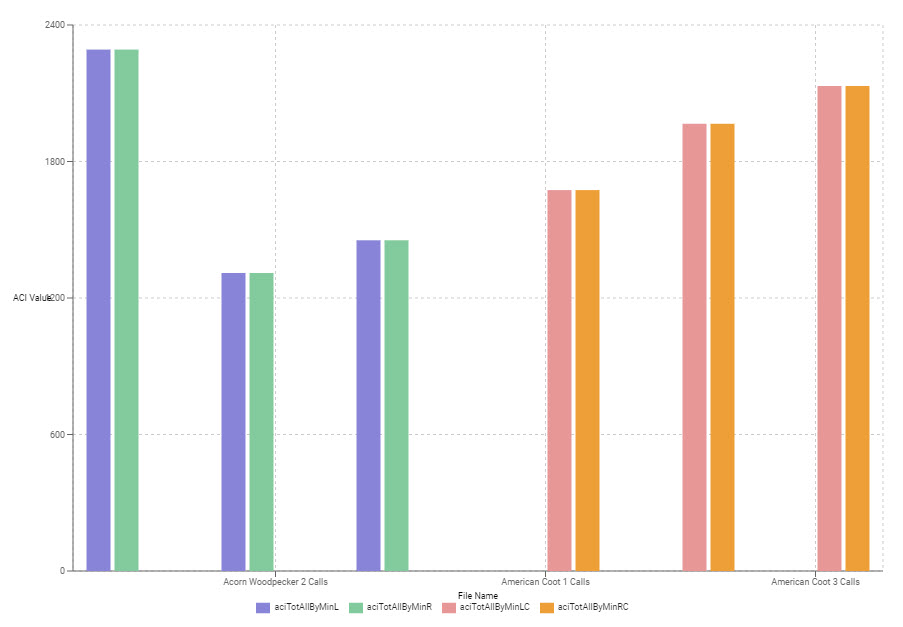 2400
1800
ACI Value
1200
600
0
Acorn Woodpecker 2 Calls American Coot 1 Calls American Coot 3 Calls
File Name
aciTotAllByMinL aciTotAllByMinR aciTotAllByMinLC aciTotAllByMinRC